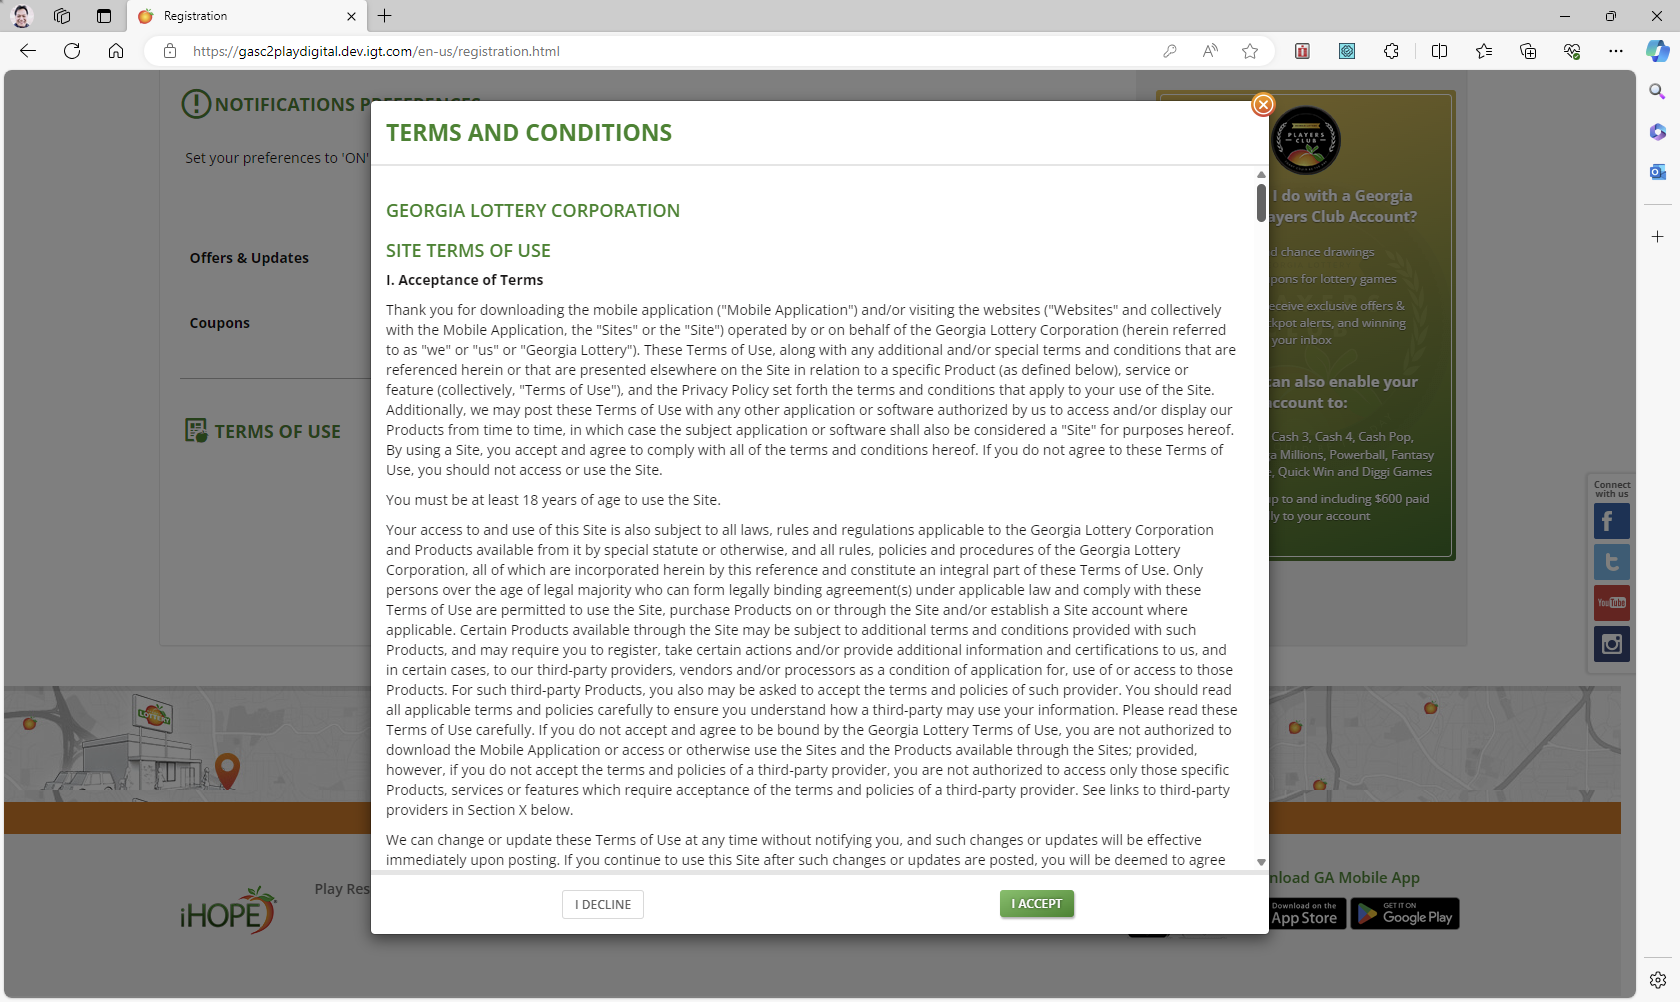 Registration
https://gasc2playdigital.dev.igt.com/en-us/registration.html
NOTIFICATIONS PREFERENCES
Set your preferences to 'ON'
Offers & Updates
Coupons
TERMS OF USE
TERMS AND CONDITIONS
GEORGIA LOTTERY CORPORATION
SITE TERMS OF USE
I. Acceptance of Terms
Thank you for downloading the mobile application ("Mobile Application") and/or visiting the websites ("Websites" and collectively
with the Mobile Application, the "Sites" or the "Site") operated by or on behalf of the Georgia Lottery Corporation (herein referred
to as "we" or "us" or "Georgia Lottery"). These Terms of Use, along with any additional and/or special terms and conditions that are
referenced herein or that are presented elsewhere on the Site in relation to a specific Product (as defined below), service or
feature (collectively, "Terms of Use"), and the Privacy Policy set forth the terms and conditions that apply to your use of the Site.
Additionally, we may post these Terms of Use with any other application or software authorized by us to access and/or display our
Products from time to time, in which case the subject application or software shall also be considered a "Site" for purposes hereof.
By using a Site, you accept and agree to comply with all of the terms and conditions hereof. If you do not agree to these Terms of
Use, you should not access or use the Site.
You must be at least 18 years of age to use the Site.
Your access to and use of this Site is also subject to all laws, rules and regulations applicable to the Georgia Lottery Corporation
and Products available from it by special statute or otherwise, and all rules, policies and procedures of the Georgia Lottery
Corporation, all of which are incorporated herein by this reference and constitute an integral part of these Terms of Use. Only
persons over the age of legal majority who can form legally binding agreement(s) under applicable law and comply with these
Terms of Use are permitted to use the Site, purchase Products on or through the Site and/or establish a Site account where
applicable. Certain Products available through the Site may be subject to additional terms and conditions provided with such
Products, and may require you to register, take certain actions and/or provide additional information and certifications to us, and
in certain cases, to our third-party providers, vendors and/or processors as a condition of application for, use of or access to those
Products. For such third-party Products, you also may be asked to accept the terms and policies of such provider. You should read
all applicable terms and policies carefully to ensure you understand how a third-party may use your information. Please read these
Terms of Use carefully. If you do not accept and agree to be bound by the Georgia Lottery Terms of Use, you are not authorized to
download the Mobile Application or access or otherwise use the Sites and the Products available through the Sites; provided,
however, if you do not accept the terms and policies of a third-party provider, you are not authorized to access only those specific
Products, services or features which require acceptance of the terms and policies of a third-party provider. See links to third-party
providers in Section X below.
We can change or update these Terms of Use at any time without notifying you, and such changes or updates will be effective
immediately upon posting. If you continue to use this Site after such changes or updates are posted, you will be deemed to agree
I DECLINE
I ACCEPT
PLAYERS
CLUB
I do with a Georgia
ayers Club Account?
d chance drawings
pons for lottery games
eceive exclusive offers &
kpot alerts, and winning
your inbox
can also enable your
account to:
Cash 3, Cash 4, Cash Pop,
a Millions, Powerball, Fantasy
, Quick Win and Diggi Games
up to and including $600 paid
ly to your account
Connect
with us
You Tube
LOTTERY
iHOPE
Play Res
nload GA Mobile App
Download on the
App Store
GET IT ON
Google Play